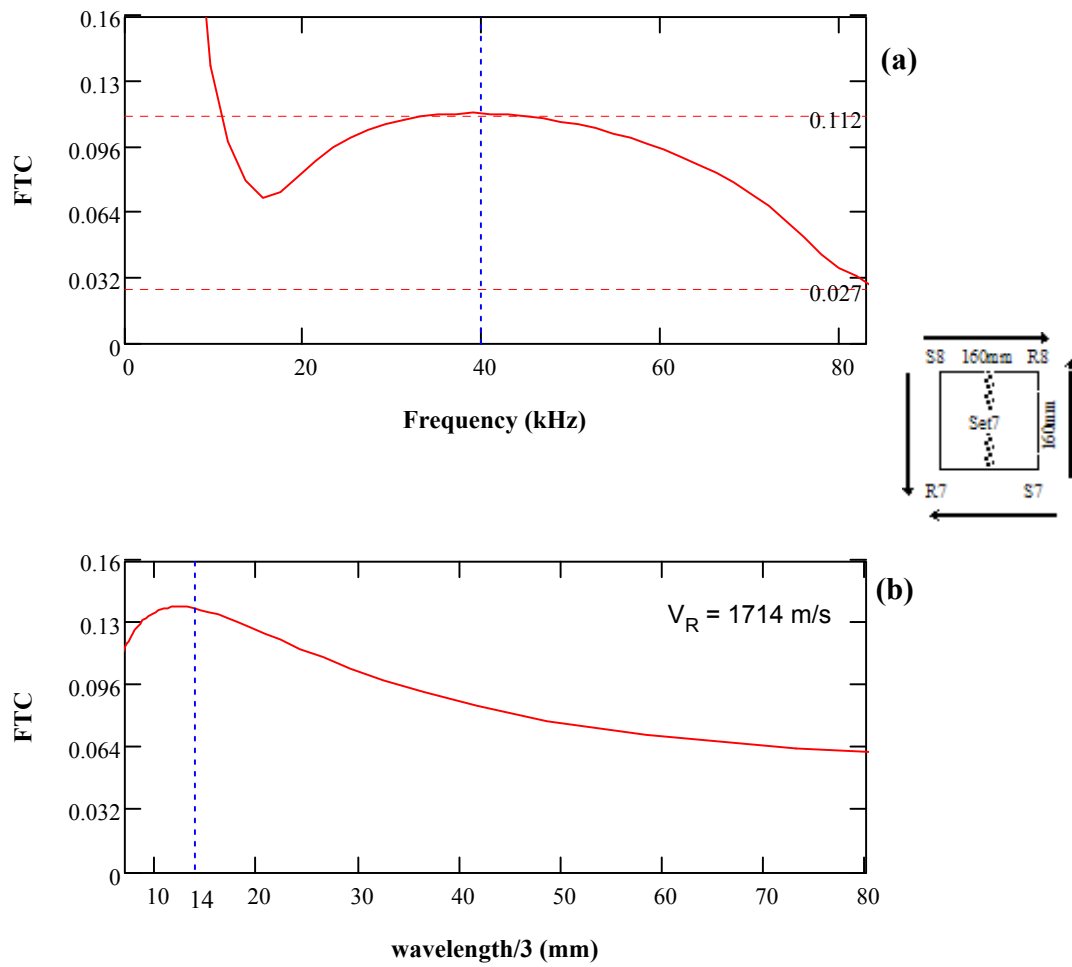 0.16
(a)
0.13
0.112
0.096
FTC
0.064
0.032
0.027
0
0 20 40 60 80
Frequency (kHz)
S8 160mm R8
Set7
160mm
R7 S7
0.16
(b)
V_R = 1714 m/s
0.13
0.096
FTC
0.064
0.032
0
10 14 20 30 40 50 60 70 80
wavelength/3 (mm)